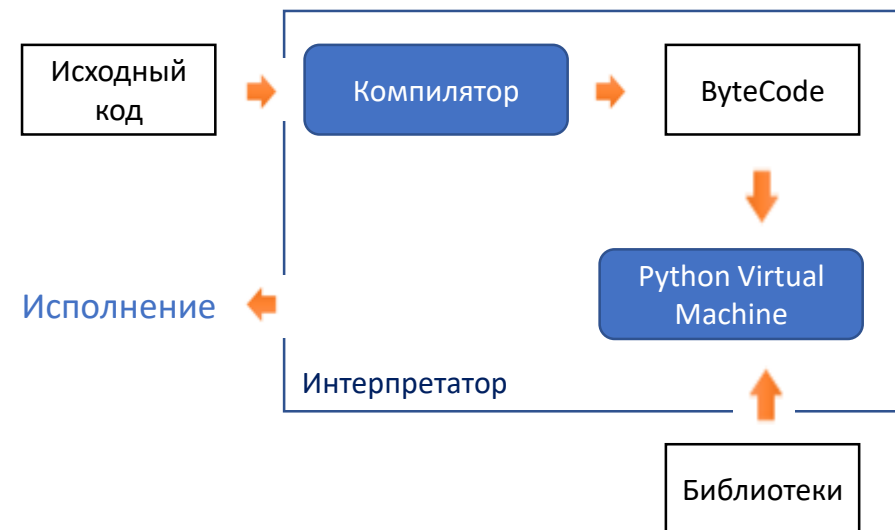 Исходный
код
Компилятор
ByteCode
Python Virtual
Machine
Исполнение
Интерпретатор
Библиотеки